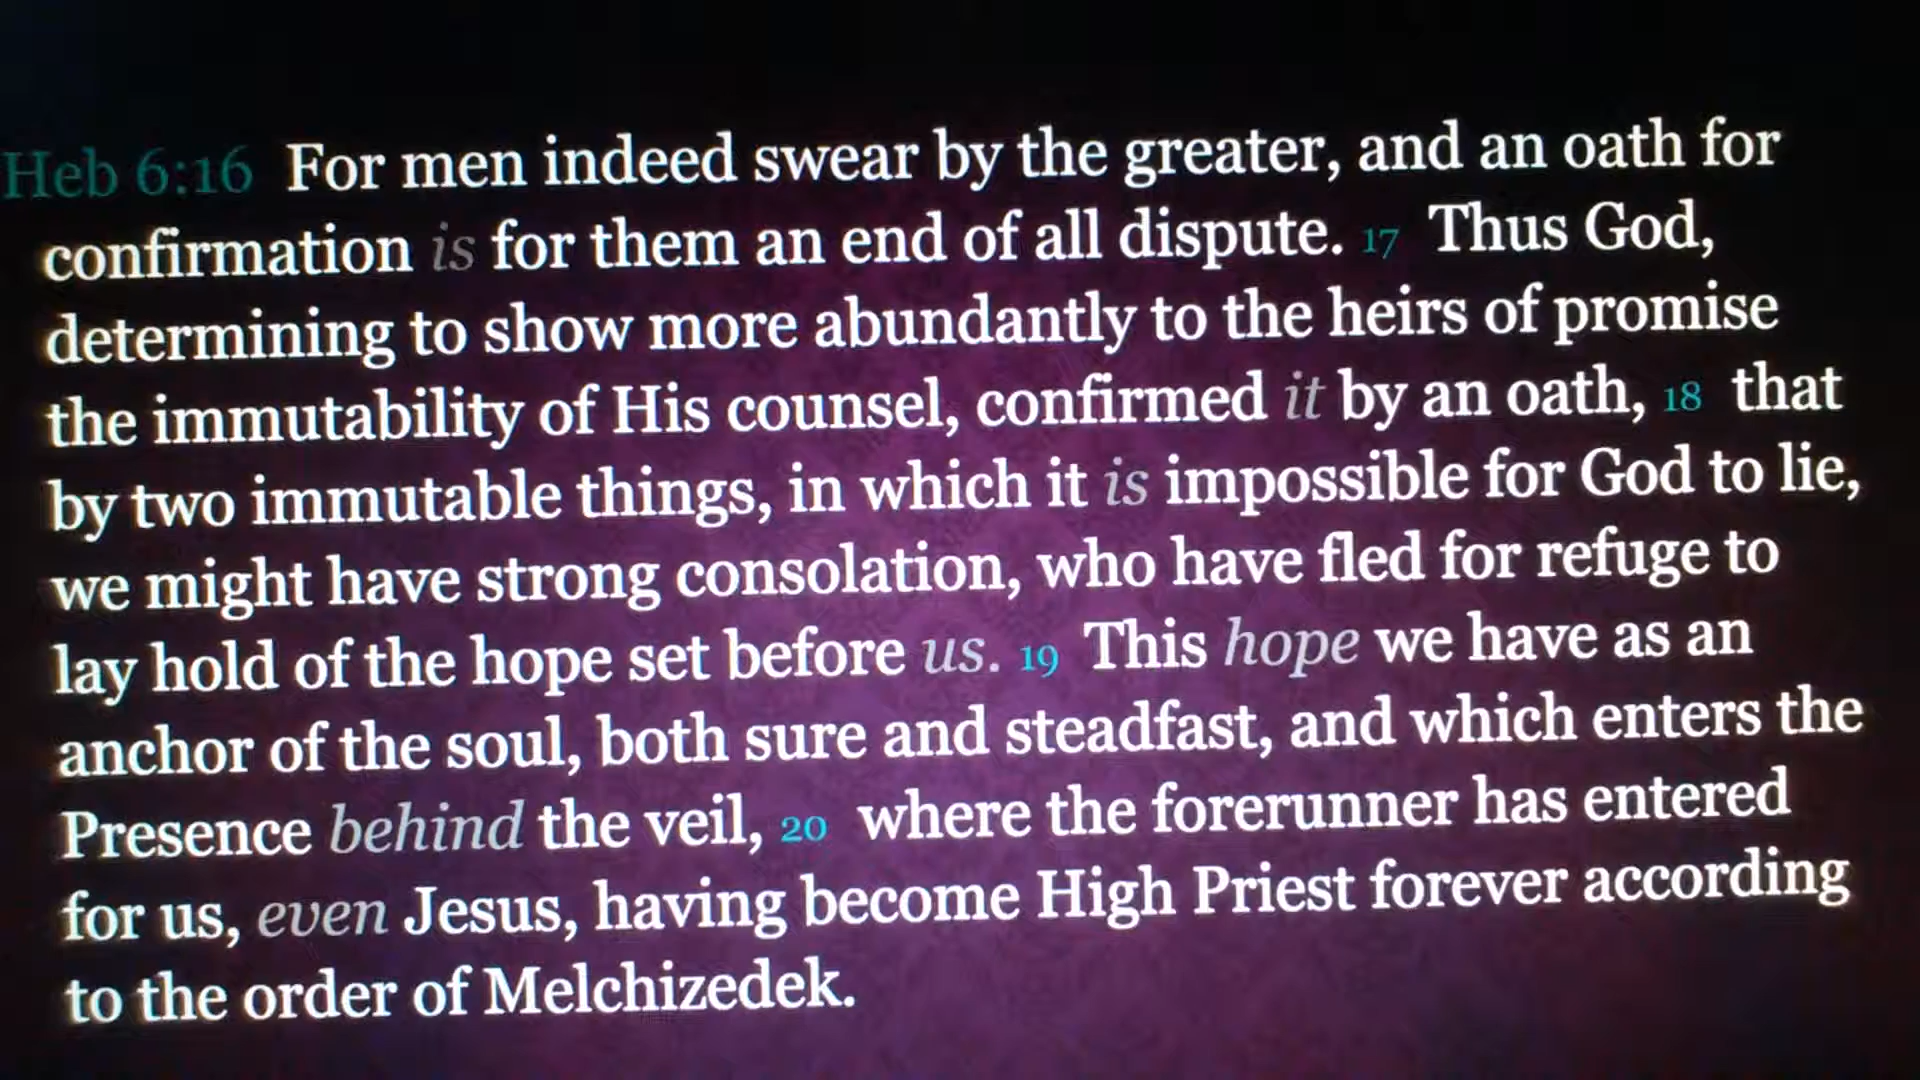 Heb 6:16 For men indeed swear by the greater, and an oath for
confirmation is for them an end of all dispute. 17 Thus God,
determining to show more abundantly to the heirs of promise
the immutability of His counsel, confirmed it by an oath, 18 that
by two immutable things, in which it is impossible for God to lie,
we might have strong consolation, who have fled for refuge to
lay hold of the hope set before us. 19 This hope we have as an
anchor of the soul, both sure and steadfast, and which enters the
Presence behind the veil, 20 where the forerunner has entered
for us, even Jesus, having become High Priest forever according
to the order of Melchizedek.